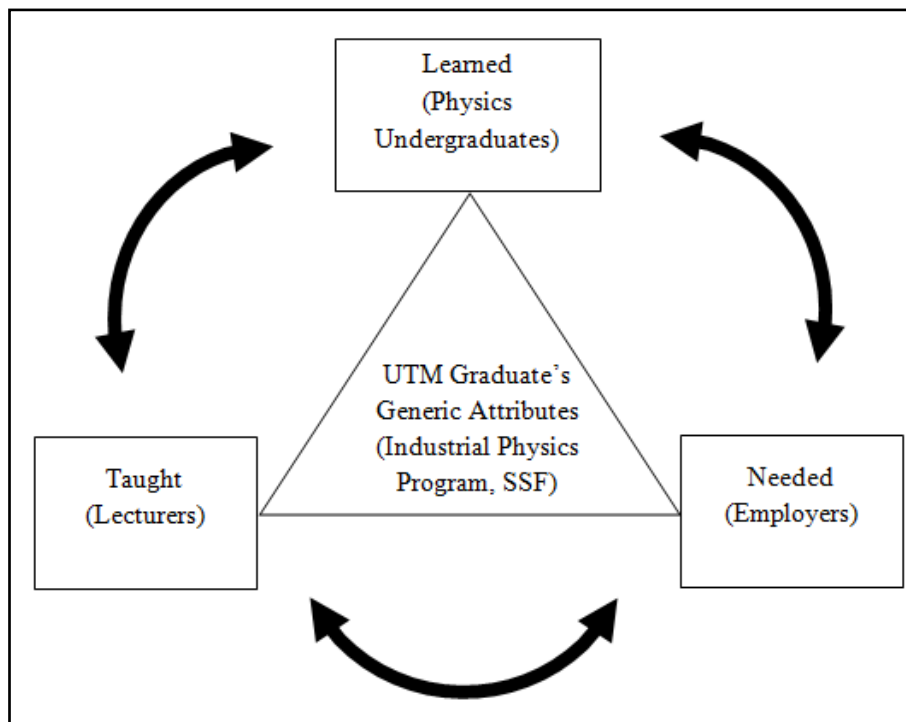 Learned
(Physics
Undergraduates)
UTM Graduate’s
Generic Attributes
(Industrial Physics
Program, SSF)
Taught
(Lecturers)
Needed
(Employers)